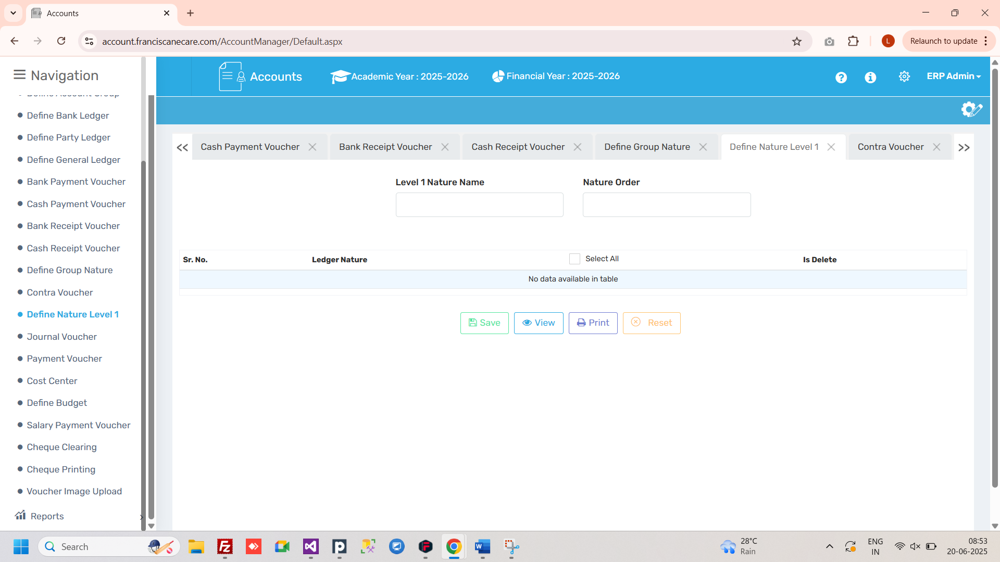 Accounts
account.franciscanecare.com/AccountManager/Default.aspx
L
Relaunch to update
Navigation
Accounts
Academic Year : 2025-2026
Financial Year : 2025-2026
ERP Admin
Define Account Group
Define Bank Ledger
Define Party Ledger
Define General Ledger
Bank Payment Voucher
Cash Payment Voucher
Bank Receipt Voucher
Cash Receipt Voucher
Define Group Nature
Contra Voucher
Define Nature Level 1
Journal Voucher
Payment Voucher
Cost Center
Define Budget
Salary Payment Voucher
Cheque Clearing
Cheque Printing
Voucher Image Upload
Reports
<< Cash Payment Voucher Bank Receipt Voucher Cash Receipt Voucher Define Group Nature Define Nature Level 1 Contra Voucher >>
Level 1 Nature Name Nature Order
Sr. No. Ledger Nature Select All Is Delete
No data available in table
Save View Print Reset
Search
28°C
Rain
ENG
IN
08:53
20-06-2025